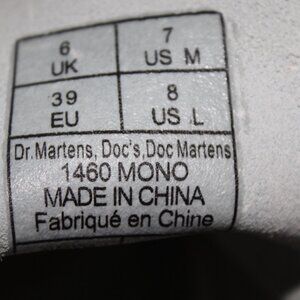 6 7
UK US M
39 8
EU US L
Dr. Martens, Doc's, Doc Martens
1460 MONO
MADE IN CHINA
Fabriqué en Chine